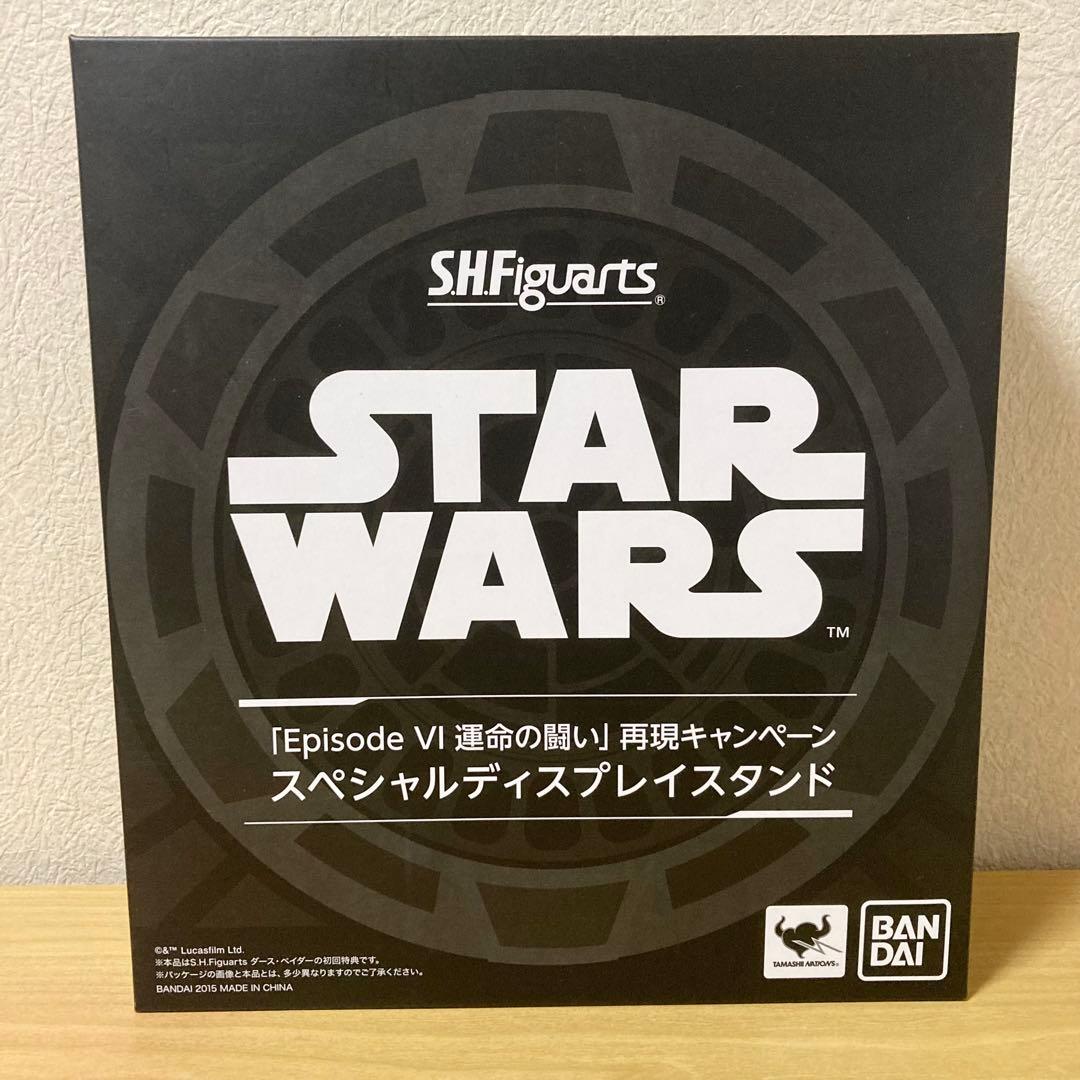 S.H.Figuarts®
STAR
WARS™
「Episode VI 運命の闘い」再現キャンペーン
スペシャルディスプレイスタンド
©&™ Lucasfilm Ltd.
※本品はS.H.Figuarts ダース・ベイダーの初回特典です。
※パッケージの画像と本品とは、多少異なりますのでご了承ください。
BANDAI 2015 MADE IN CHINA
TAMASHII NATIONS®
BAN
DAI